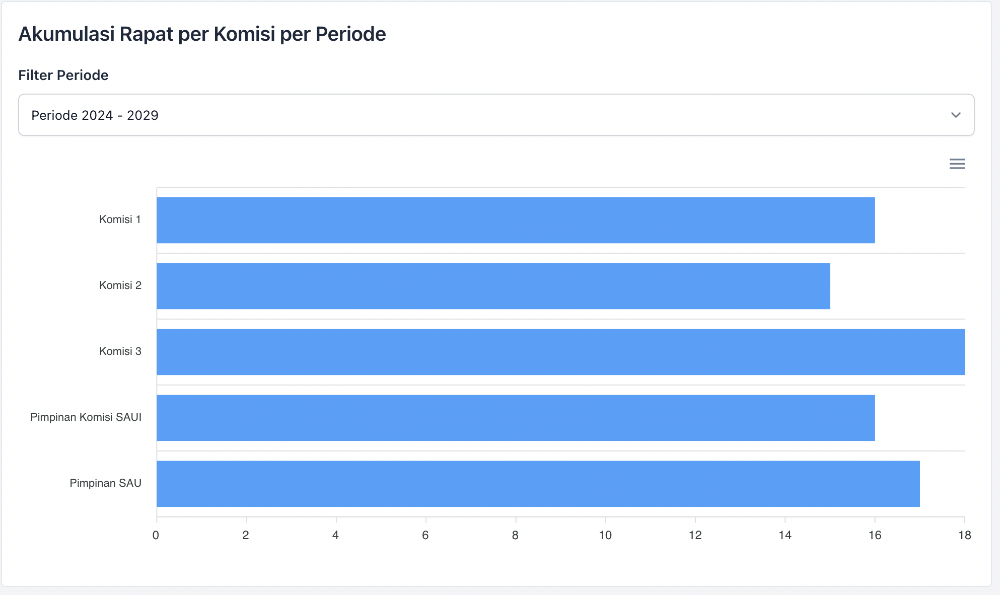 Akumulasi Rapat per Komisi per Periode
Filter Periode
Periode 2024 - 2029
Komisi 1
Komisi 2
Komisi 3
Pimpinan Komisi SAUI
Pimpinan SAU
0 2 4 6 8 10 12 14 16 18